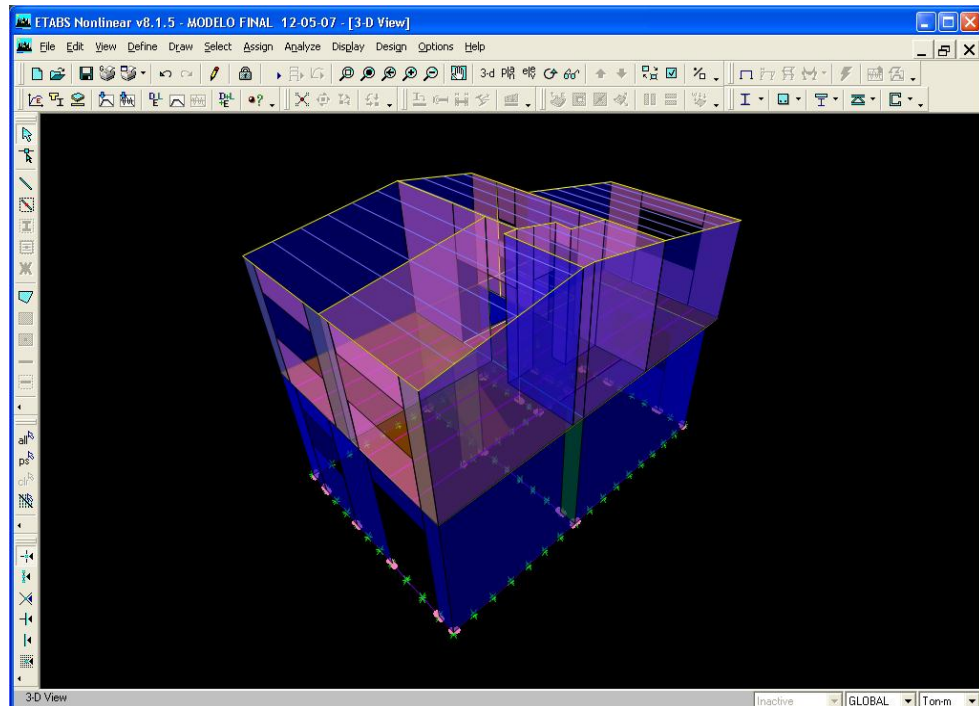 ETABS Nonlinear v8.1.5 - MODELO FINAL 12-05-07 - [3-D View]
File Edit View Define Draw Select Assign Analyze Display Design Options Help
3-d
all
ps
clr
3-D View
Inactive
GLOBAL
Ton-m